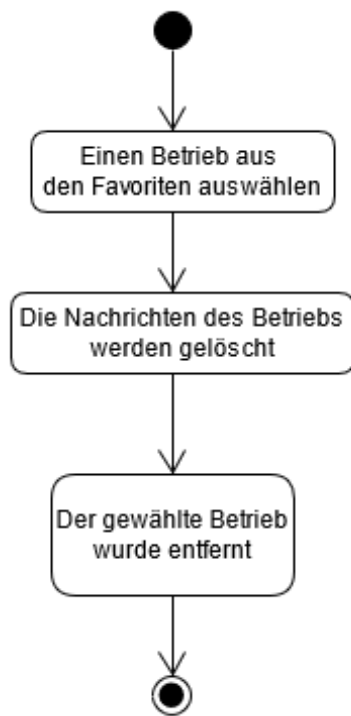 Einen Betrieb aus
den Favoriten auswählen
Die Nachrichten des Betriebs
werden gelöscht
Der gewählte Betrieb
wurde entfernt